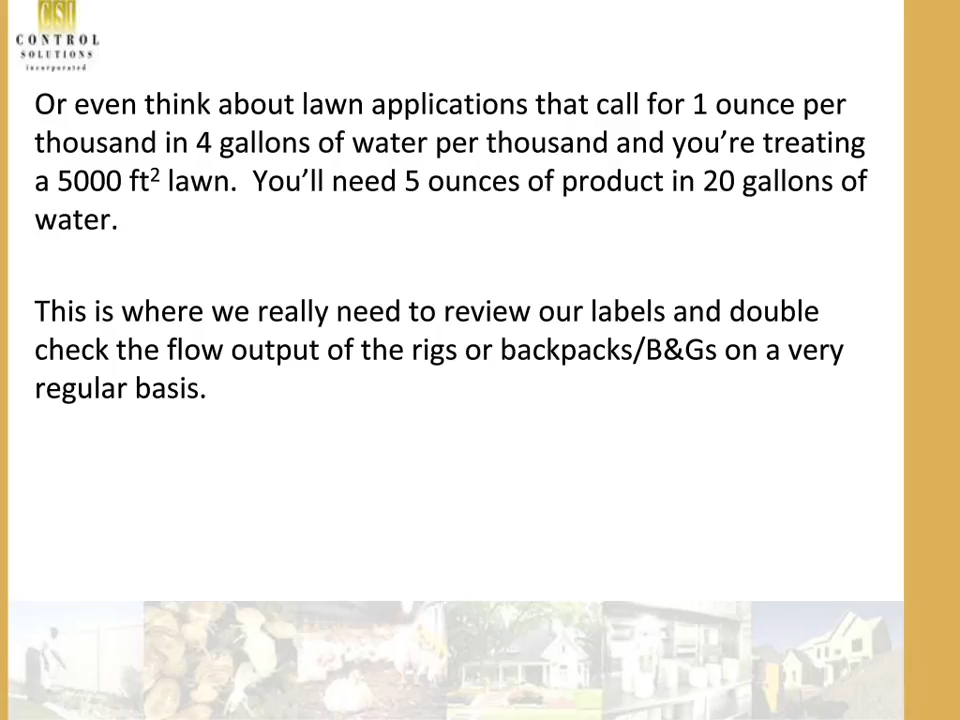 CSI
CONTROL
SOLUTIONS
incorporated
Or even think about lawn applications that call for 1 ounce per
thousand in 4 gallons of water per thousand and you’re treating
a 5000 ft² lawn.  You’ll need 5 ounces of product in 20 gallons of
water.
This is where we really need to review our labels and double
check the flow output of the rigs or backpacks/B&Gs on a very
regular basis.